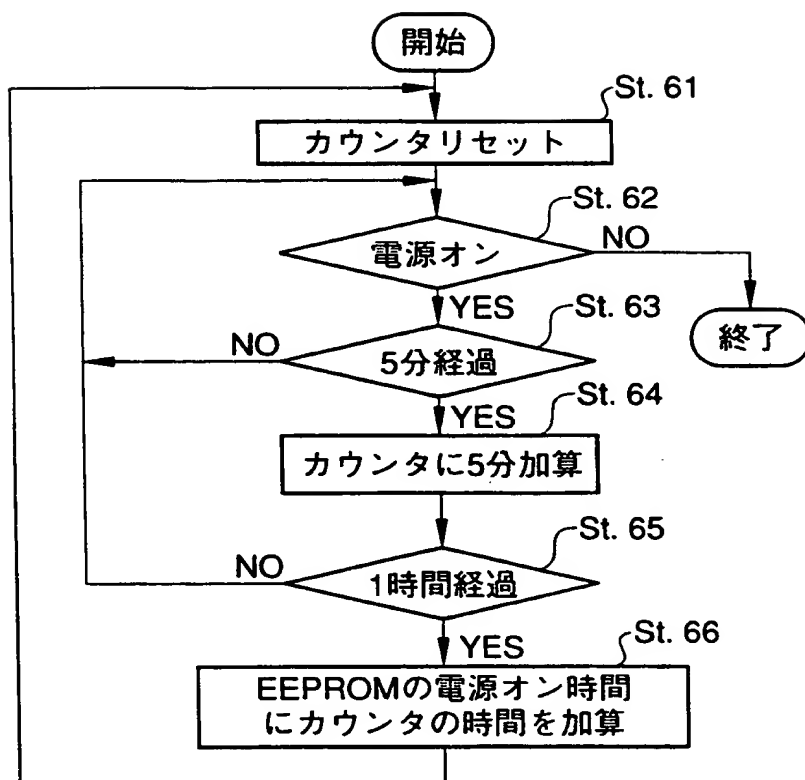 開始
St. 61
カウンタリセット
St. 62
電源オン
NO
YES
St. 63
終了
NO
5分経過
YES
St. 64
カウンタに5分加算
St. 65
NO
1時間経過
YES
St. 66
EEPROMの電源オン時間
にカウンタの時間を加算